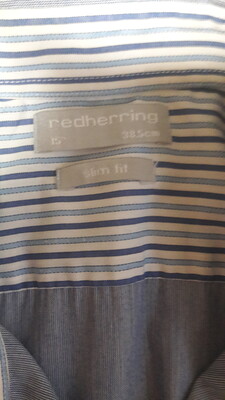 redherring
15" 38.5cm
slim fit